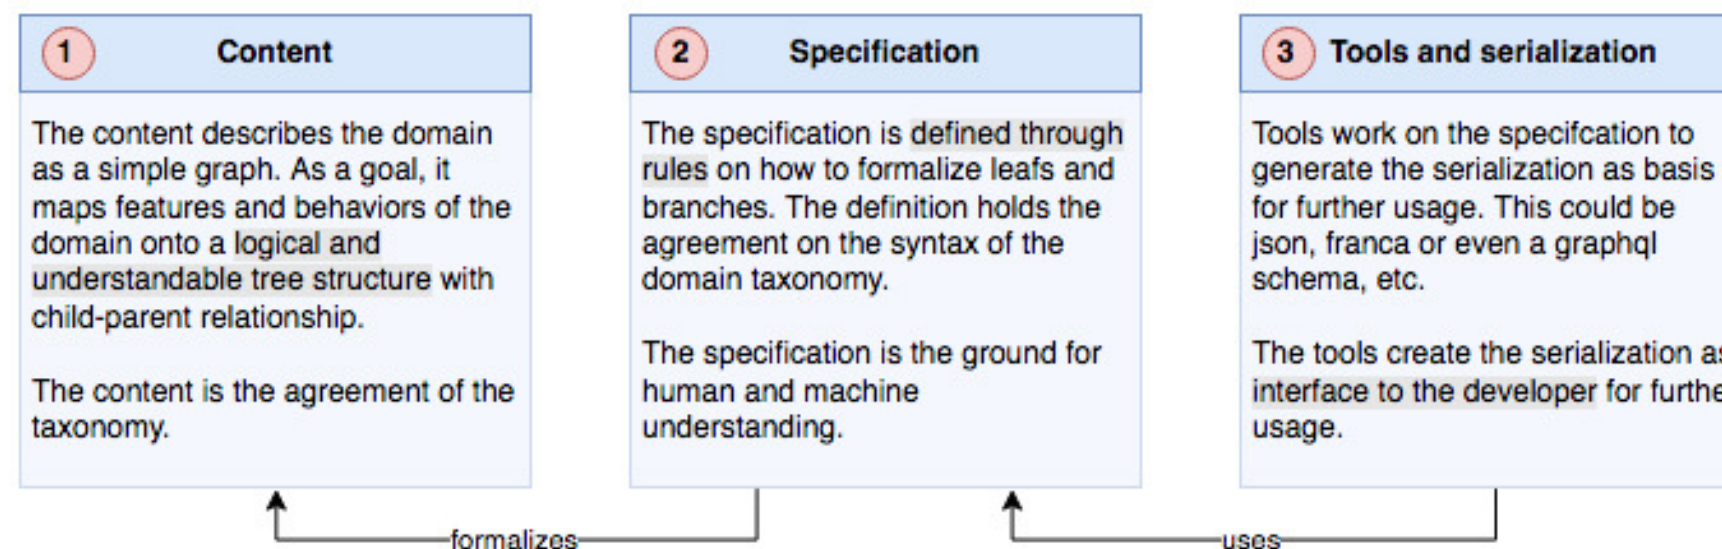 1 Content
The content describes the domain
as a simple graph. As a goal, it
maps features and behaviors of the
domain onto a logical and
understandable tree structure with
child-parent relationship.
The content is the agreement of the
taxonomy.
2 Specification
The specification is defined through
rules on how to formalize leafs and
branches. The definition holds the
agreement on the syntax of the
domain taxonomy.
The specification is the ground for
human and machine
understanding.
3 Tools and serialization
Tools work on the specifcation to
generate the serialization as basis
for further usage. This could be
json, franca or even a graphql
schema, etc.
The tools create the serialization as
interface to the developer for furthe
usage.
formalizes
uses